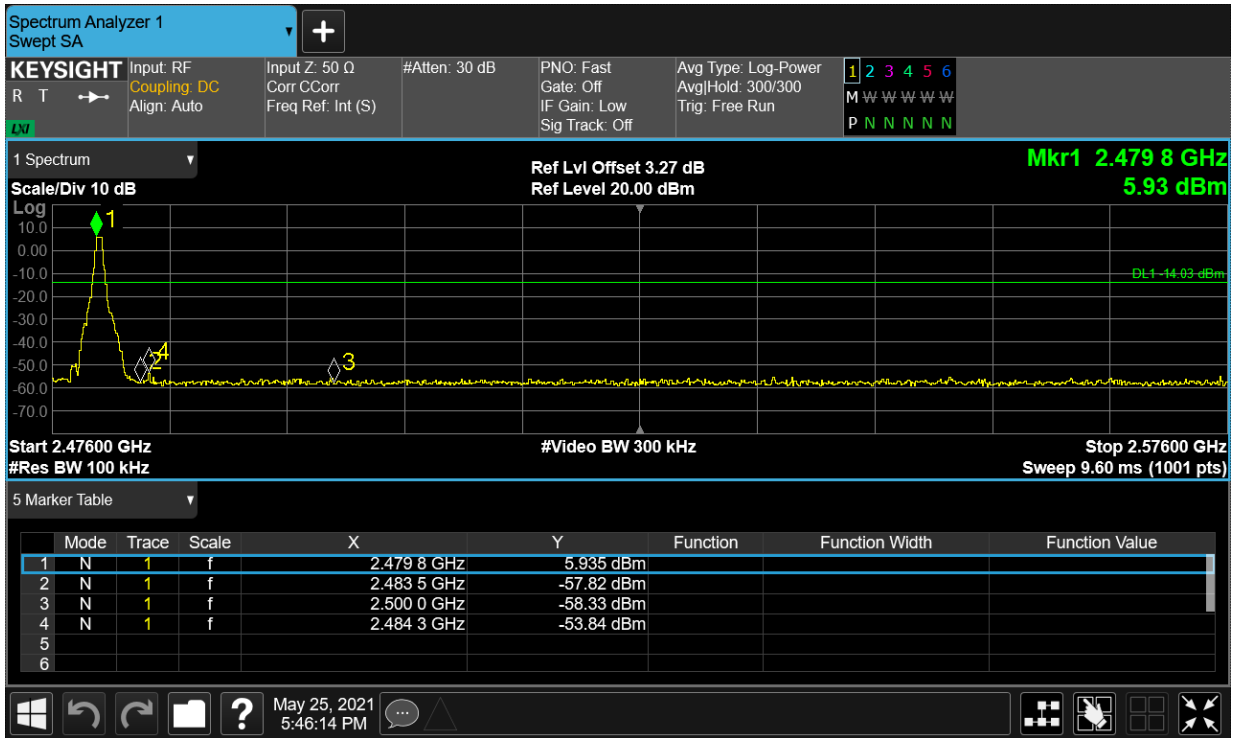 Spectrum Analyzer 1
Swept SA
KEYSIGHT Input: RF Input Z: 50 Ω #Atten: 30 dB PNO: Fast Avg Type: Log-Power 1 2 3 4 5 6
R T Coupling: DC Corr CCorr Gate: Off Avg|Hold: 300/300 M W W W W W
Align: Auto Freq Ref: Int (S) IF Gain: Low Trig: Free Run
LXI Sig Track: Off P N N N N N
1 Spectrum
Ref Lvl Offset 3.27 dB Mkr1 2.479 8 GHz
Scale/Div 10 dB Ref Level 20.00 dBm 5.93 dBm
Log
1
10.0
0.00
-10.0
DL1 -14.03 dBm
-20.0
-30.0
-40.0
4
2
3
-50.0
-60.0
-70.0
Start 2.47600 GHz #Video BW 300 kHz Stop 2.57600 GHz
#Res BW 100 kHz Sweep 9.60 ms (1001 pts)
5 Marker Table
Mode Trace Scale X Y Function Function Width Function Value
1 N 1 f 2.479 8 GHz 5.935 dBm
2 N 1 f 2.483 5 GHz -57.82 dBm
3 N 1 f 2.500 0 GHz -58.33 dBm
4 N 1 f 2.484 3 GHz -53.84 dBm
5
6
? May 25, 2021
5:46:14 PM